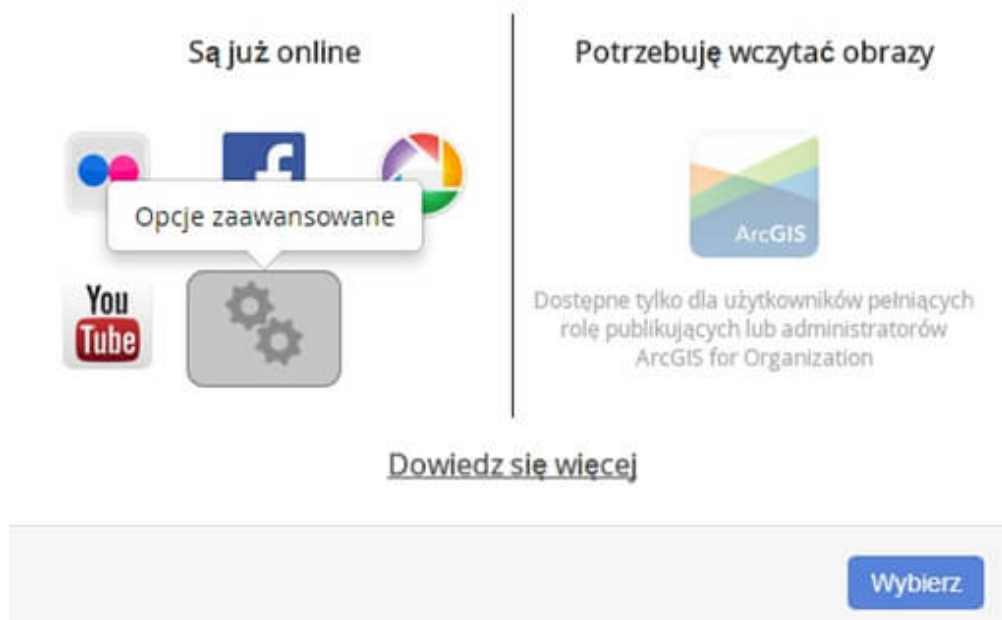 Są już online
Potrzebuję wczytać obrazy
f
Opcje zaawansowane
ArcGIS
You
Tube
Dostępne tylko dla użytkowników pełniących
rolę publikujących lub administratorów
ArcGIS for Organization
Dowiedz się więcej
Wybierz